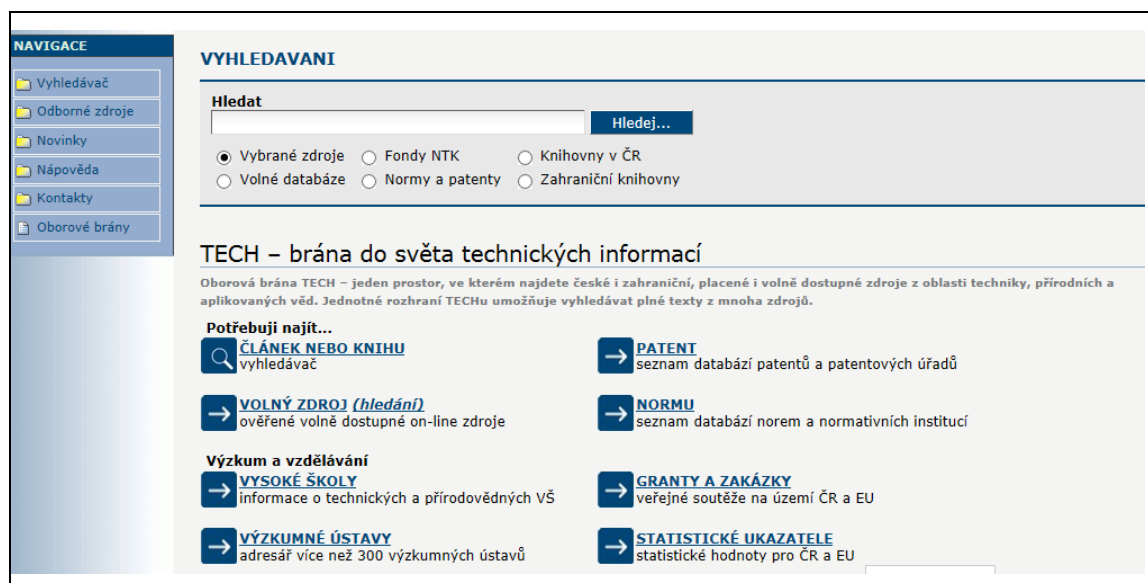 NAVIGACE
Vyhledávač
Odborné zdroje
Novinky
Nápověda
Kontakty
Oborové brány
VYHLEDAVANI
Hledat
Hledej...
Vybrané zdroje Fondy NTK Knihovny v ČR
Volné databáze Normy a patenty Zahraniční knihovny
TECH – brána do světa technických informací
Oborová brána TECH – jeden prostor, ve kterém najdete české i zahraniční, placené i volně dostupné zdroje z oblasti techniky, přírodních a
aplikovaných věd. Jednotné rozhraní TECHu umožňuje vyhledávat plné texty z mnoha zdrojů.
Potřebuji najít...
ČLÁNEK NEBO KNIHU
vyhledávač
PATENT
seznam databází patentů a patentových úřadů
VOLNÝ ZDROJ (hledání)
ověřené volně dostupné on-line zdroje
NORMU
seznam databází norem a normativních institucí
Výzkum a vzdělávání
VYSOKÉ ŠKOLY
informace o technických a přírodovědných VŠ
GRANTY A ZAKÁZKY
veřejné soutěže na území ČR a EU
VÝZKUMNÉ ÚSTAVY
adresář více než 300 výzkumných ústavů
STATISTICKÉ UKAZATELE
statistické hodnoty pro ČR a EU